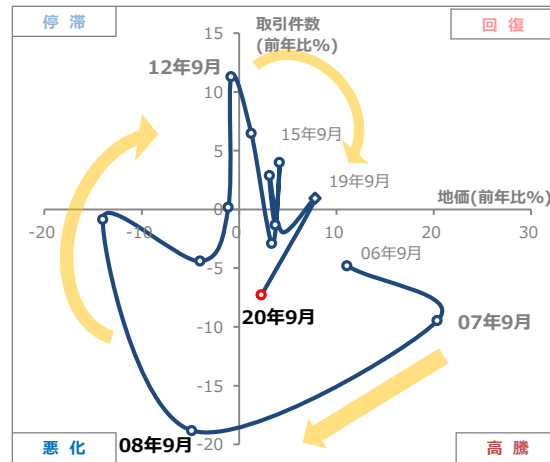 停 滞
取引件数
(前年比%)
回 復
15
12年9月
10
15年9月
5
19年9月
地価(前年比%)
0
-20
-10
0
10
20
30
06年9月
-5
20年9月
07年9月
-10
-15
08年9月
-20
悪 化
高 騰